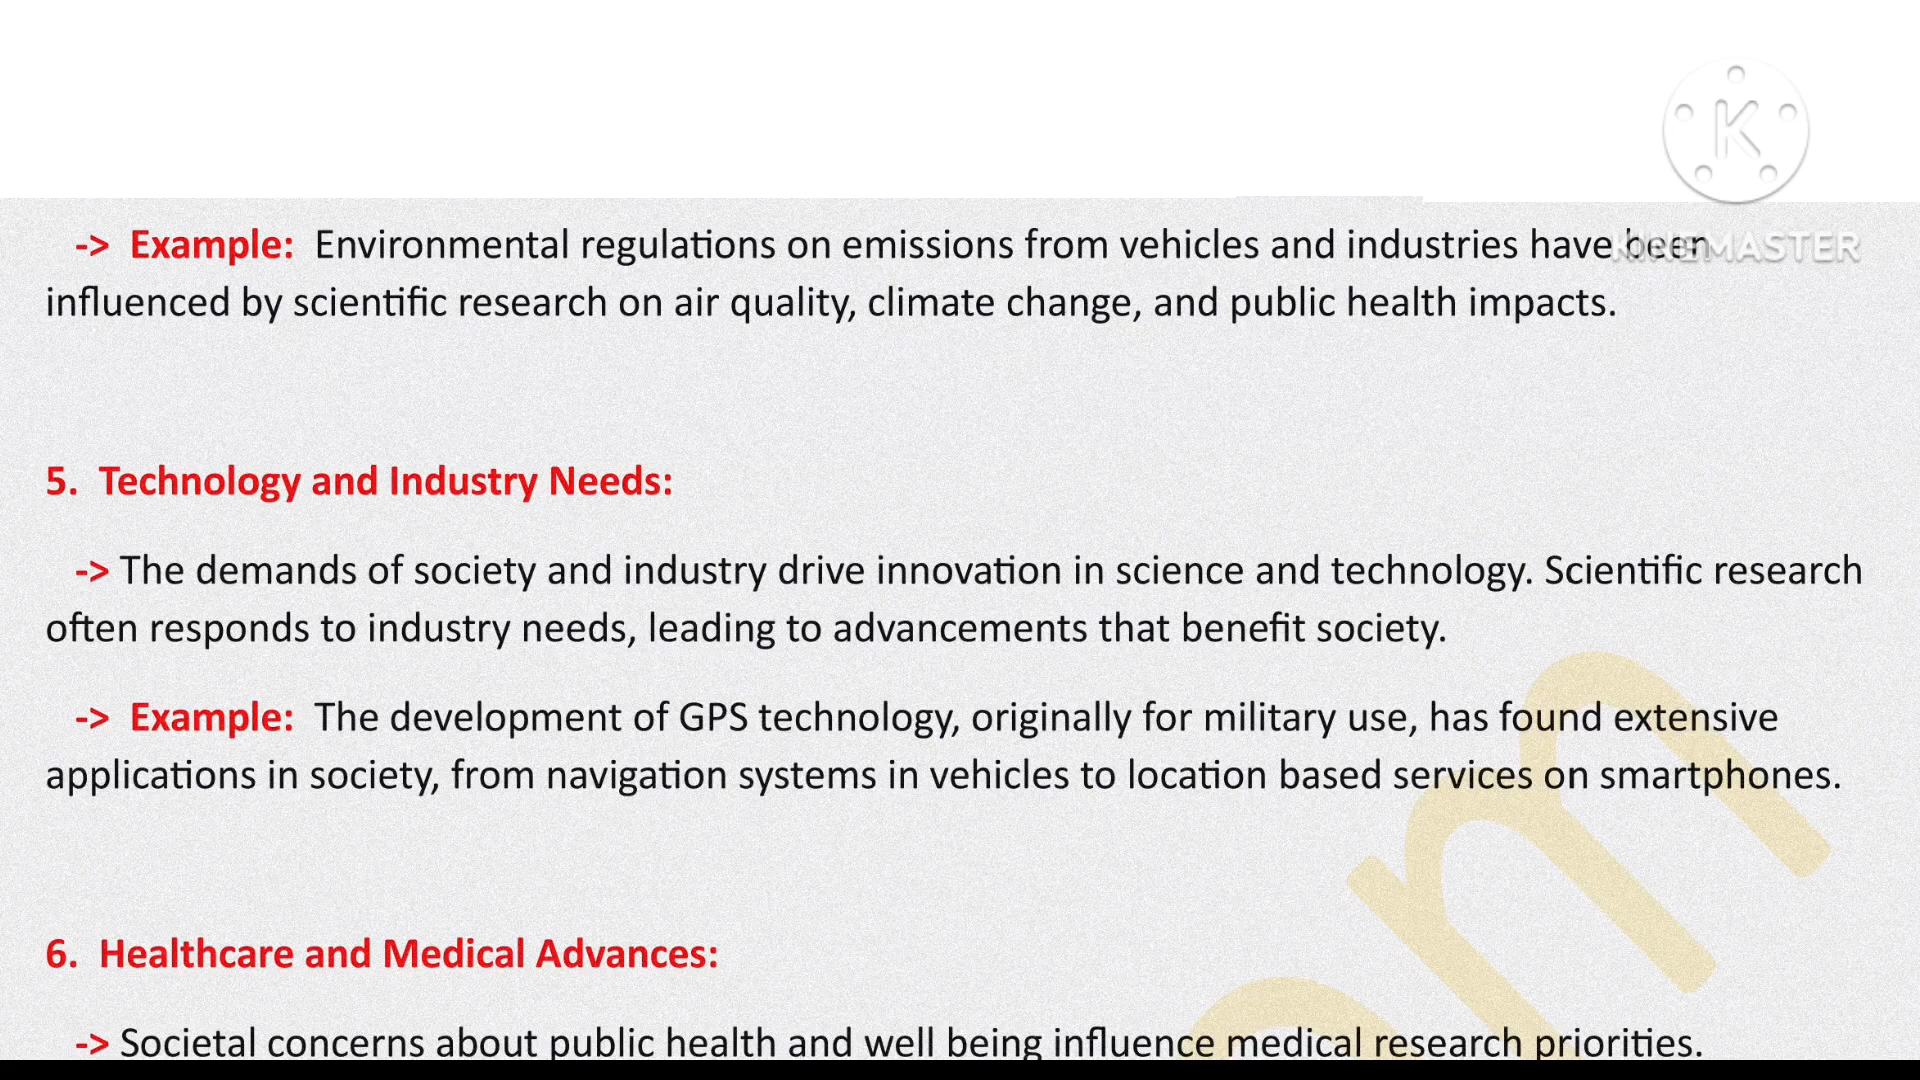 K
KINEMASTER
-> Example: Environmental regulations on emissions from vehicles and industries have been
influenced by scientific research on air quality, climate change, and public health impacts.
5. Technology and Industry Needs:
-> The demands of society and industry drive innovation in science and technology. Scientific research
often responds to industry needs, leading to advancements that benefit society.
-> Example: The development of GPS technology, originally for military use, has found extensive
applications in society, from navigation systems in vehicles to location based services on smartphones.
6. Healthcare and Medical Advances:
-> Societal concerns about public health and well being influence medical research priorities.